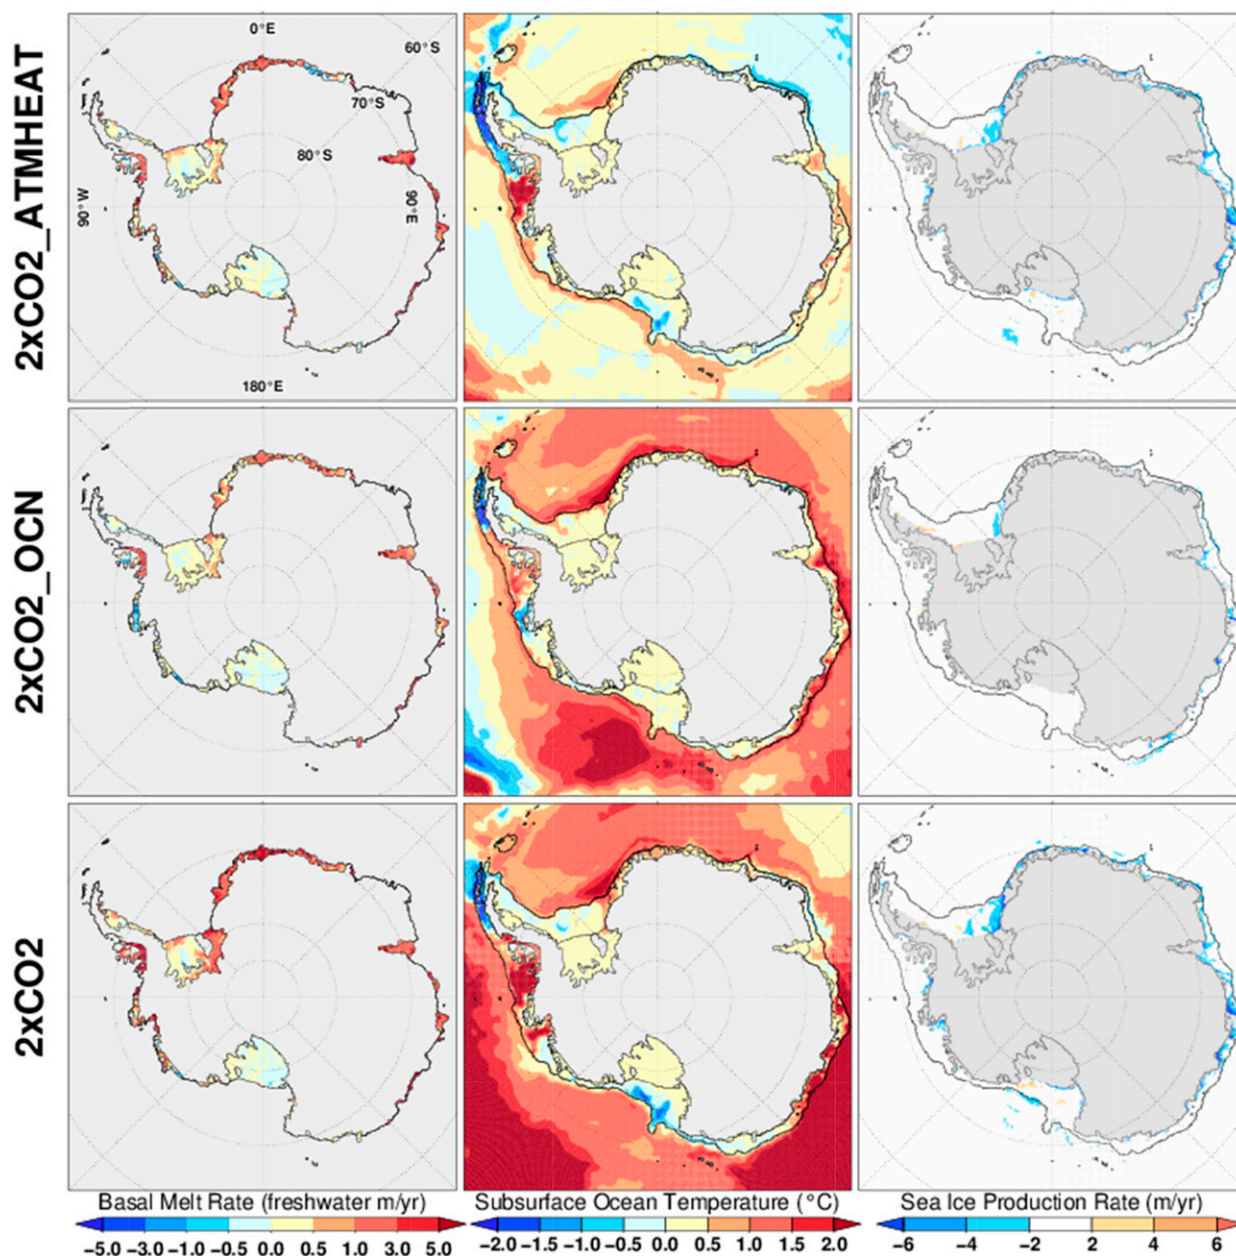 2xCO2_ATMHEAT
0°E
60°S
70°S
80°S
90°W
90°E
180°E
2xCO2_OCN
2xCO2
Basal Melt Rate (freshwater m/yr)
Subsurface Ocean Temperature (°C)
Sea Ice Production Rate (m/yr)
−5.0 −3.0 −1.0 −0.5 0.0 0.5 1.0 3.0 5.0
−2.0 −1.5 −1.0 −0.5 0.0 0.5 1.0 1.5 2.0
−6 −4 −2 2 4 6